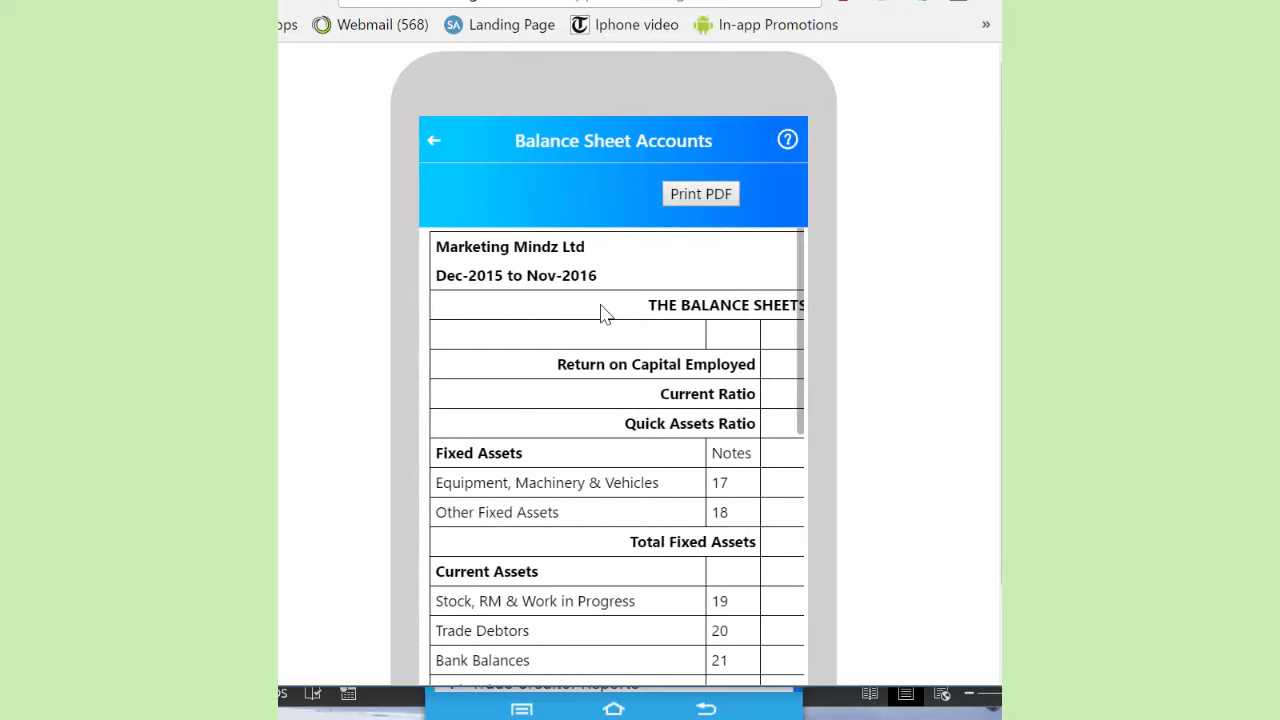 Webmail (568) Landing Page Iphone video In-app Promotions »
Balance Sheet Accounts ?
Print PDF
Marketing Mindz Ltd
Dec-2015 to Nov-2016
THE BALANCE SHEETS
Return on Capital Employed
Current Ratio
Quick Assets Ratio
Fixed Assets Notes
Equipment, Machinery & Vehicles 17
Other Fixed Assets 18
Total Fixed Assets
Current Assets
Stock, RM & Work in Progress 19
Trade Debtors 20
Bank Balances 21